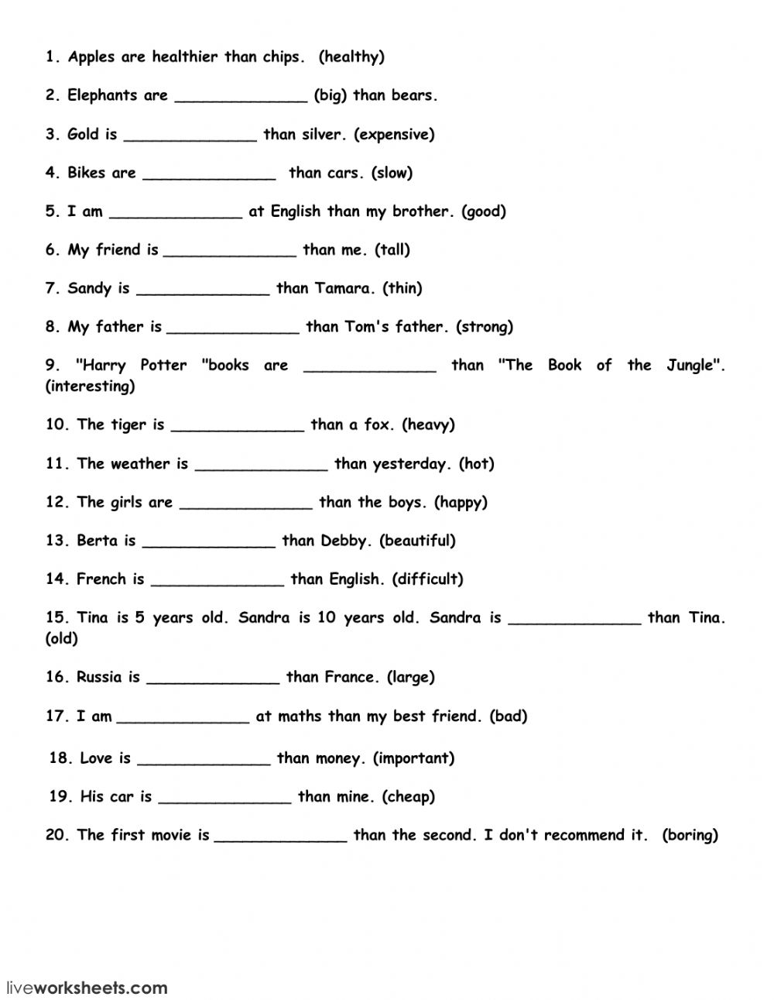 1. Apples are healthier than chips. (healthy)
2. Elephants are ______________ (big) than bears.
3. Gold is ______________ than silver. (expensive)
4. Bikes are ______________ than cars. (slow)
5. I am ______________ at English than my brother. (good)
6. My friend is ______________ than me. (tall)
7. Sandy is ______________ than Tamara. (thin)
8. My father is ______________ than Tom's father. (strong)
9. "Harry Potter "books are ______________ than "The Book of the Jungle".
(interesting)
10. The tiger is ______________ than a fox. (heavy)
11. The weather is ______________ than yesterday. (hot)
12. The girls are ______________ than the boys. (happy)
13. Berta is ______________ than Debby. (beautiful)
14. French is ______________ than English. (difficult)
15. Tina is 5 years old. Sandra is 10 years old. Sandra is ______________ than Tina.
(old)
16. Russia is ______________ than France. (large)
17. I am ______________ at maths than my best friend. (bad)
18. Love is ______________ than money. (important)
19. His car is ______________ than mine. (cheap)
20. The first movie is ______________ than the second. I don't recommend it. (boring)
liveworksheets.com